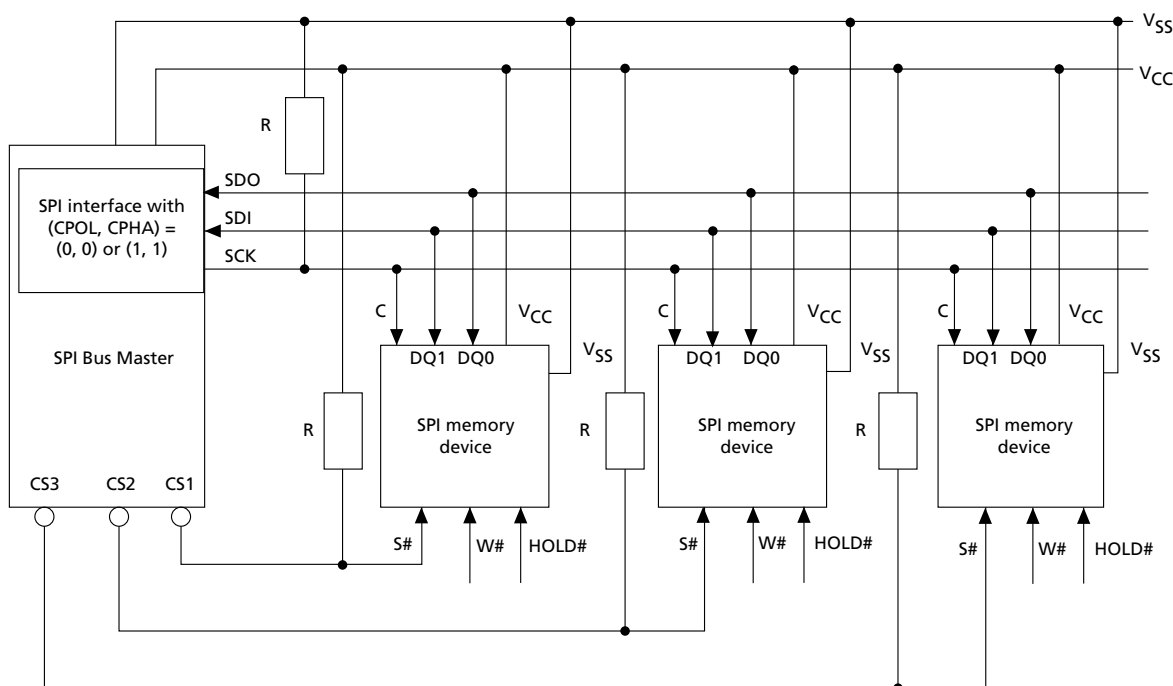 VSS
VCC
R
SDO
SPI interface with
(CPOL, CPHA) =
(0, 0) or (1, 1)
SDI
SCK
SPI Bus Master
C
VCC
VSS
DQ1 DQ0
C
VCC
VSS
DQ1 DQ0
C
VCC
VSS
DQ1 DQ0
R
SPI memory
device
R
SPI memory
device
R
SPI memory
device
CS3 CS2 CS1
S# W# HOLD#
S# W# HOLD#
S# W# HOLD#